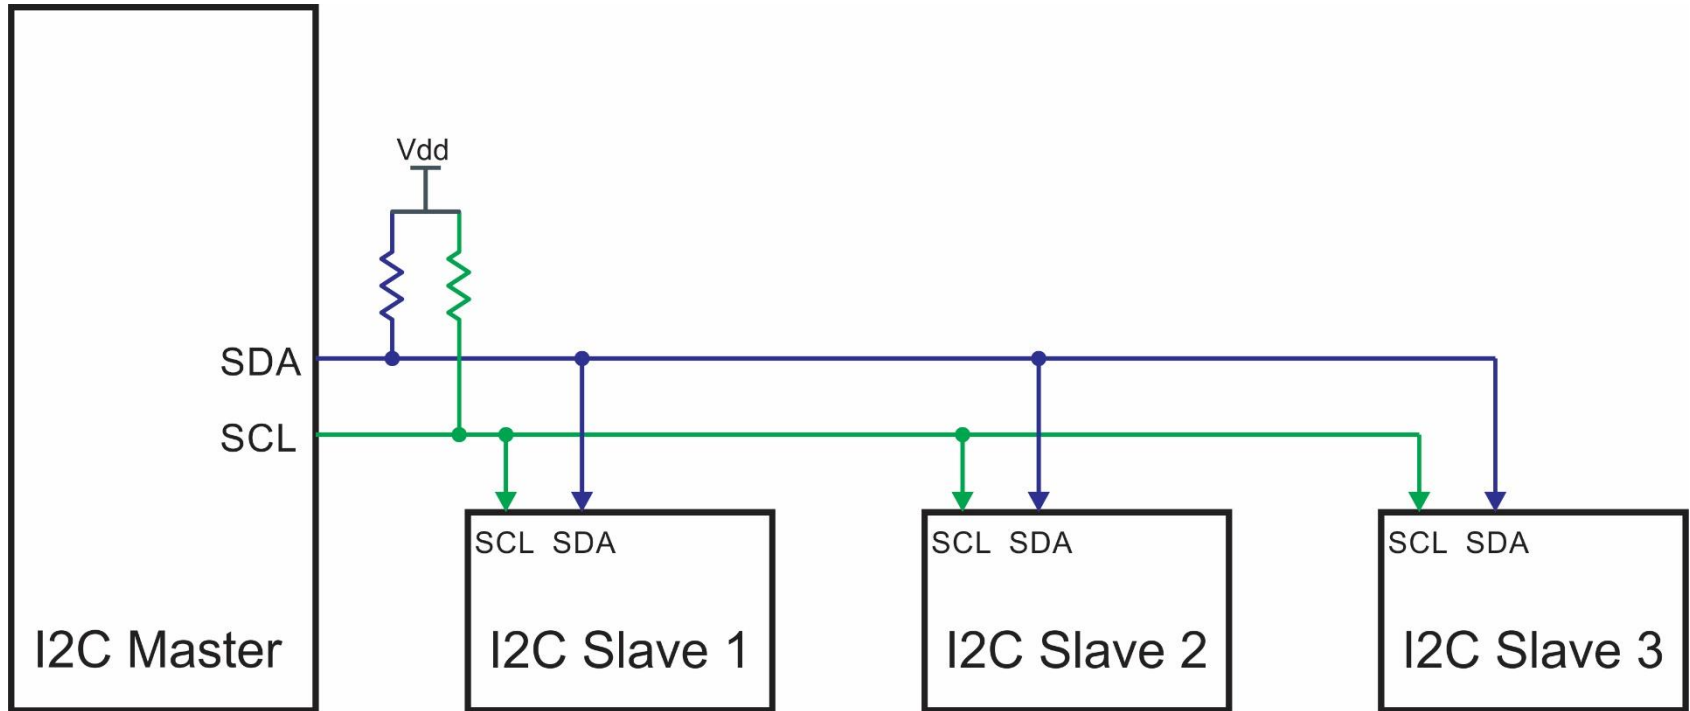 Vdd
SDA
SCL
SCL SDA
SCL SDA
SCL SDA
I2C Master
I2C Slave 1
I2C Slave 2
I2C Slave 3